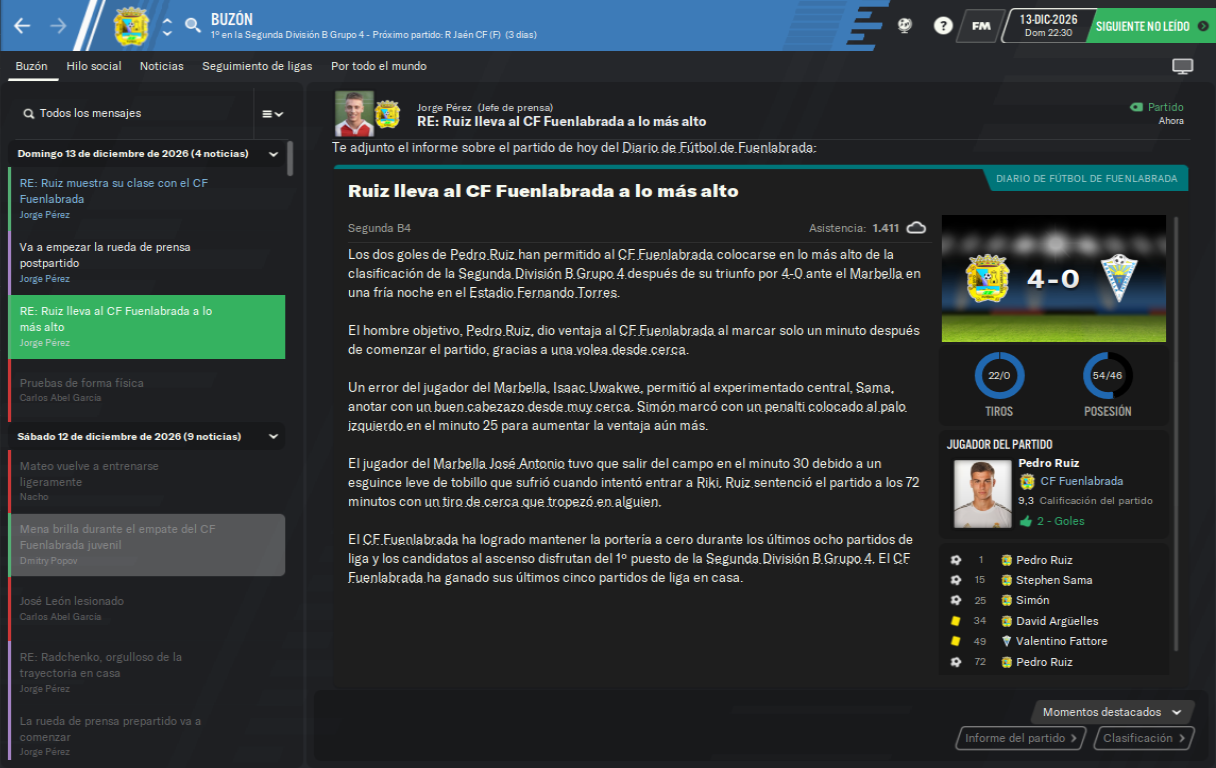 BUZÓN
1º en la Segunda División B Grupo 4 - Próximo partido: R Jaén CF (F) (3 días)
?
FM
13-DIC-2026
Dom 22:30
SIGUIENTE NO LEÍDO
Buzón
Hilo social
Noticias
Seguimiento de ligas
Por todo el mundo
Todos los mensajes
Domingo 13 de diciembre de 2026 (4 noticias)
RE: Ruiz muestra su clase con el CF
Fuenlabrada
Jorge Pérez
Va a empezar la rueda de prensa
postpartido
Jorge Pérez
RE: Ruiz lleva al CF Fuenlabrada a lo
más alto
Jorge Pérez
Pruebas de forma física
Carlos Abel García
Sábado 12 de diciembre de 2026 (9 noticias)
Mateo vuelve a entrenarse
ligeramente
Nacho
Mena brilla durante el empate del CF
Fuenlabrada juvenil
Dmitry Popov
José León lesionado
Carlos Abel García
RE: Radchenko, orgulloso de la
trayectoria en casa
Jorge Pérez
La rueda de prensa prepartido va a
comenzar
Jorge Pérez
Jorge Pérez (Jefe de prensa)
RE: Ruiz lleva al CF Fuenlabrada a lo más alto
Partido
Ahora
Te adjunto el informe sobre el partido de hoy del Diario de Fútbol de Fuenlabrada:
DIARIO DE FÚTBOL DE FUENLABRADA
Ruiz lleva al CF Fuenlabrada a lo más alto
Segunda B4
Asistencia: 1.411
Los dos goles de Pedro Ruiz han permitido al CF Fuenlabrada colocarse en lo más alto de la
clasificación de la Segunda División B Grupo 4 después de su triunfo por 4-0 ante el Marbella en
una fría noche en el Estadio Fernando Torres.
El hombre objetivo, Pedro Ruiz, dio ventaja al CF Fuenlabrada al marcar solo un minuto después
de comenzar el partido, gracias a una volea desde cerca.
Un error del jugador del Marbella, Isaac Uwakwe, permitió al experimentado central, Sama,
anotar con un buen cabezazo desde muy cerca. Simón marcó con un penalti colocado al palo
izquierdo en el minuto 25 para aumentar la ventaja aún más.
El jugador del Marbella José Antonio tuvo que salir del campo en el minuto 30 debido a un
esguince leve de tobillo que sufrió cuando intentó entrar a Riki. Ruiz sentenció el partido a los 72
minutos con un tiro de cerca que tropezó en alguien.
El CF Fuenlabrada ha logrado mantener la portería a cero durante los últimos ocho partidos de
liga y los candidatos al ascenso disfrutan del 1º puesto de la Segunda División B Grupo 4. El CF
Fuenlabrada ha ganado sus últimos cinco partidos de liga en casa.
4-0
22/0
TIROS
54/46
POSESIÓN
JUGADOR DEL PARTIDO
Pedro Ruiz
CF Fuenlabrada
9,3 Calificación del partido
2 - Goles
1 Pedro Ruiz
15 Stephen Sama
25 Simón
34 David Argüelles
49 Valentino Fattore
72 Pedro Ruiz
Momentos destacados
Informe del partido
Clasificación